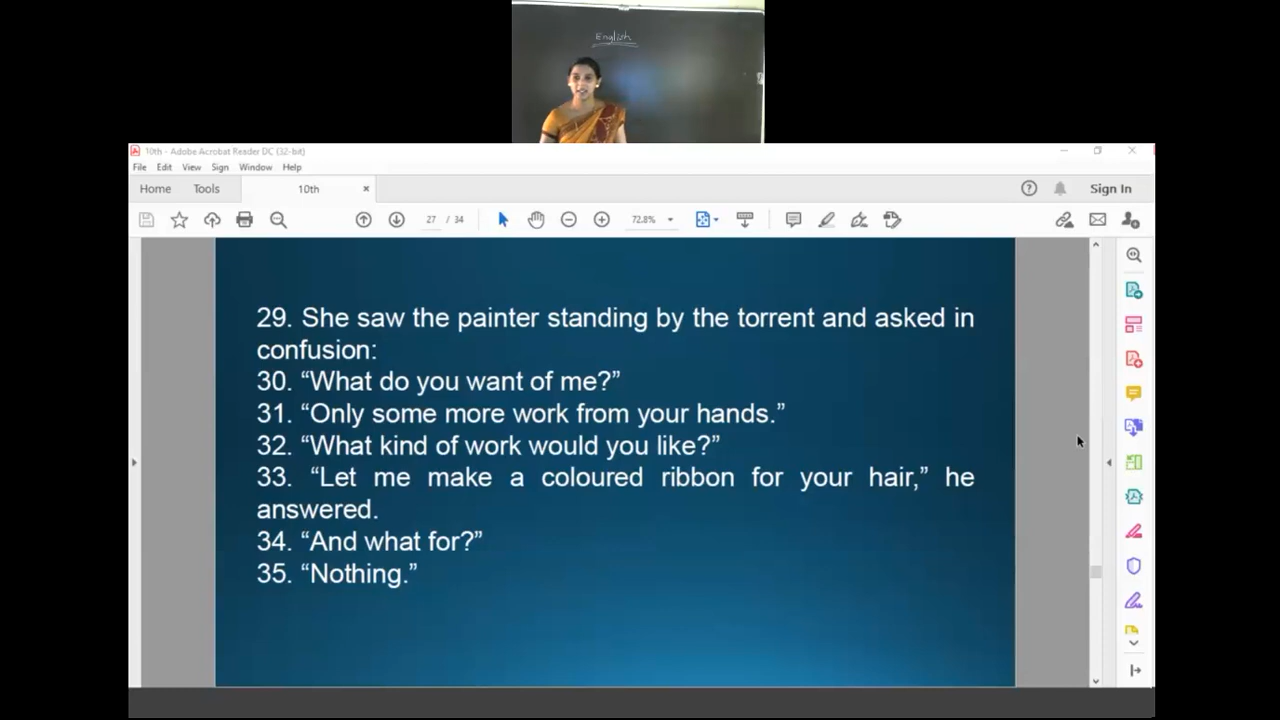 English
10th - Adobe Acrobat Reader DC (32-bit)
File Edit View Sign Window Help
Home Tools 10th × Sign In
27 / 34 72.8%
29. She saw the painter standing by the torrent and asked in
confusion:
30. “What do you want of me?”
31. “Only some more work from your hands.”
32. “What kind of work would you like?”
33. “Let me make a coloured ribbon for your hair,” he
answered.
34. “And what for?”
35. “Nothing.”